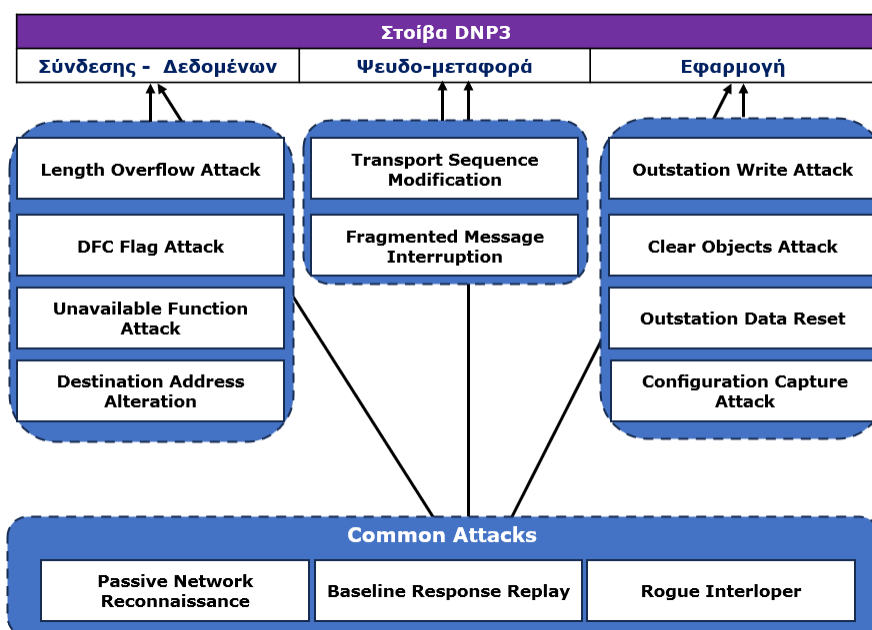 Στοίβα DNP3
Σύνδεσης - Δεδομένων
Ψευδο-μεταφορά
Εφαρμογή
Length Overflow Attack
DFC Flag Attack
Unavailable Function
Attack
Destination Address
Alteration
Transport Sequence
Modification
Fragmented Message
Interruption
Outstation Write Attack
Clear Objects Attack
Outstation Data Reset
Configuration Capture
Attack
Common Attacks
Passive Network
Reconnaissance
Baseline Response Replay
Rogue Interloper